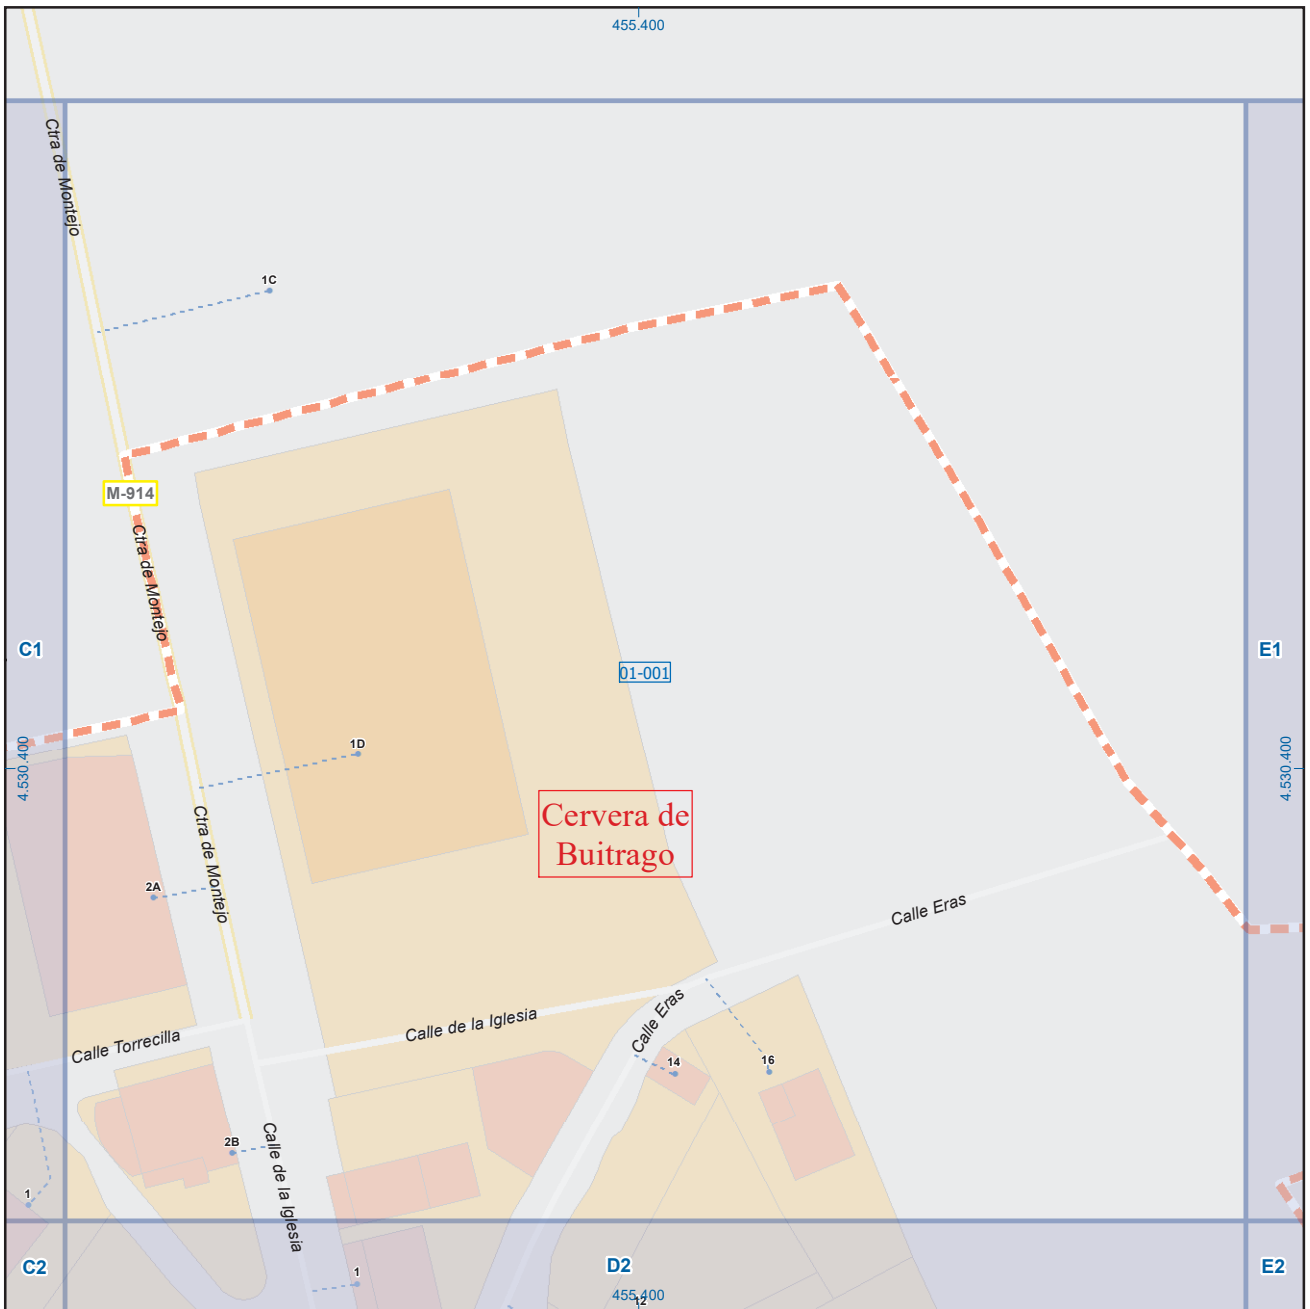 455.400
Ctra de Montejo
1C
M-914
Ctra de Montejo
C1
E1
01-001
1D
4.530.400
4.530.400
Cervera de
Buitrago
Ctra de Montejo
2A
Calle Eras
Calle de la Iglesia
Calle Eras
Calle Torrecilla
14
16
2B
Calle de la Iglesia
1
C2
D2
E2
1
455.400
12